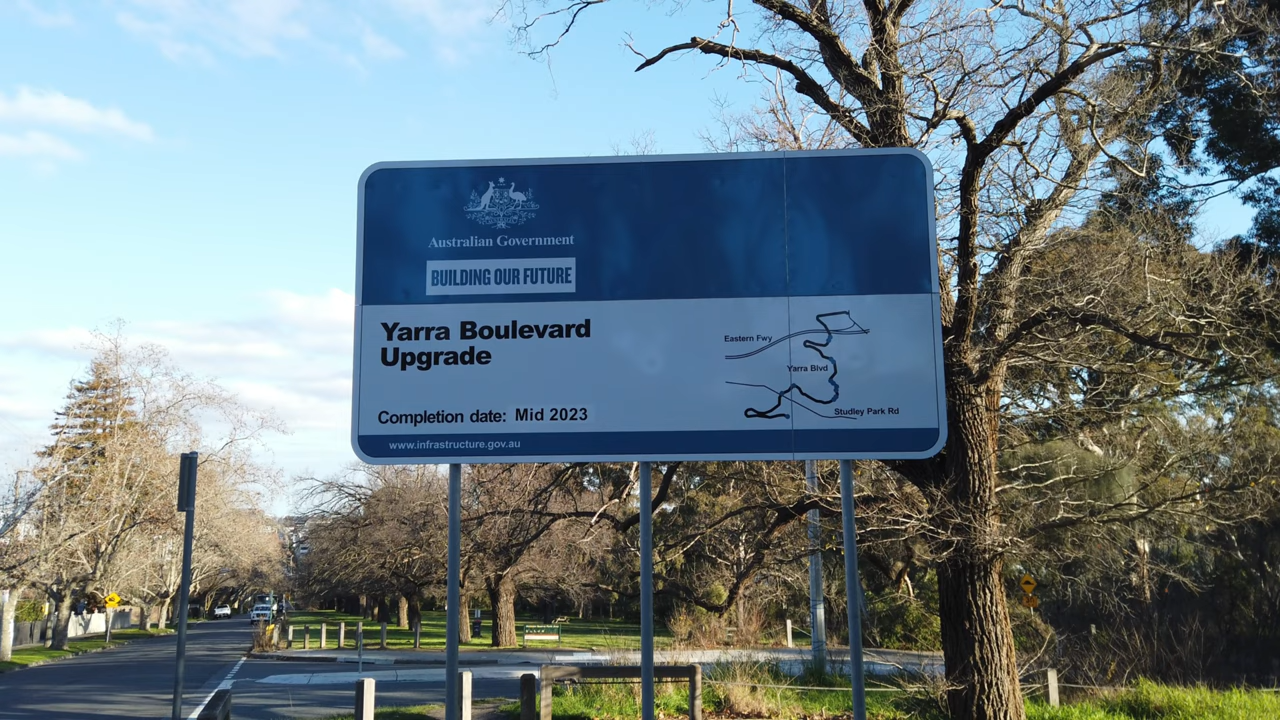 Australian Government
BUILDING OUR FUTURE
Yarra Boulevard
Upgrade
Completion date: Mid 2023
www.infrastructure.gov.au
Eastern Fwy
Yarra Blvd
Studley Park Rd